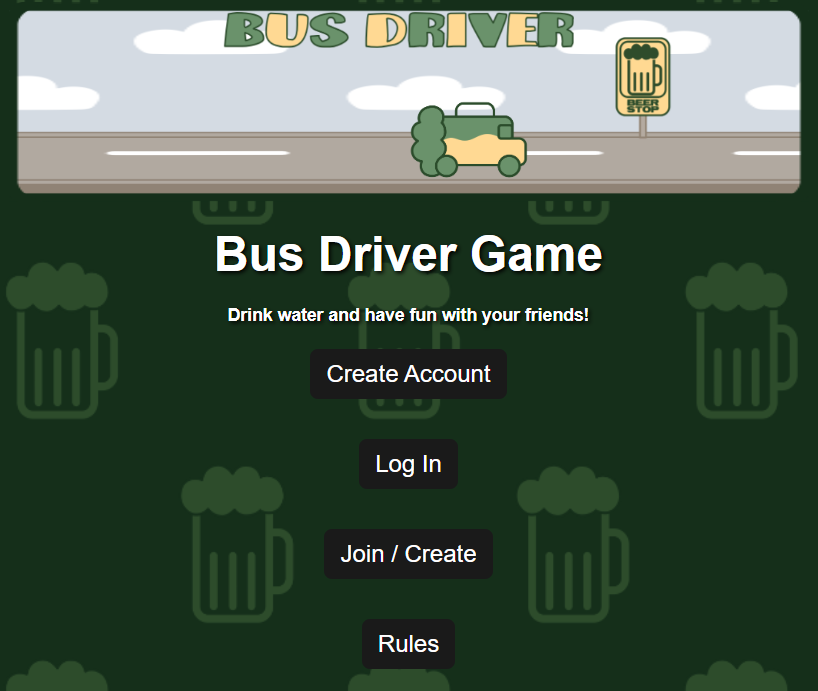 BUS DRIVER
BEER
STOP
Bus Driver Game
Drink water and have fun with your friends!
Create Account
Log In
Join / Create
Rules